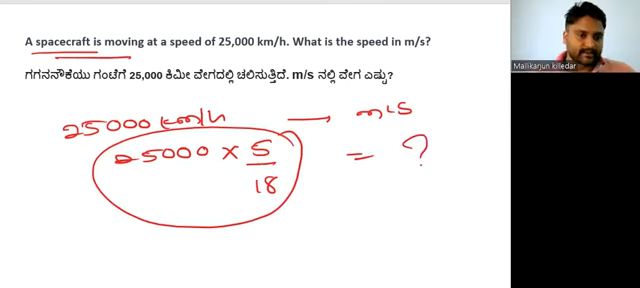 A spacecraft is moving at a speed of 25,000 km/h. What is the speed in m/s?
Mallikarjun killedar
ಗಗನನೌಕೆಯು ಗಂಟೆಗೆ 25,000 ಕಿಮೀ ವೇಗದಲ್ಲಿ ಚಲಿಸುತ್ತಿದೆ. m/s ನಲ್ಲಿ ವೇಗ ಎಷ್ಟು?
25000 km/h → m/s
25000 × 5/18 = ?